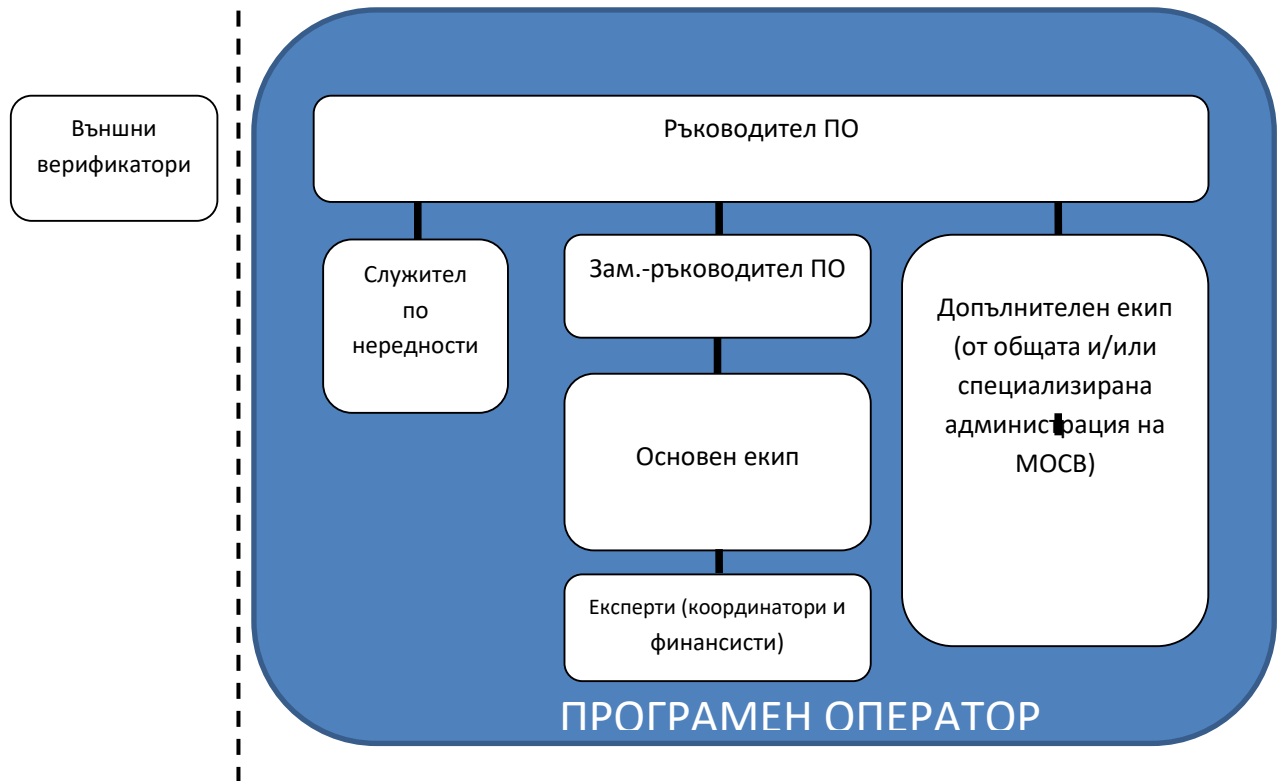 Външни
верификатори
Ръководител ПО
Служител
по
нередности
Зам.-ръководител ПО
Основен екип
Експерти (координатори и
финансисти)
Допълнителен екип
(от общата и/или
специализирана
администрация на
МОСВ)
ПРОГРАМЕН ОПЕРАТОР